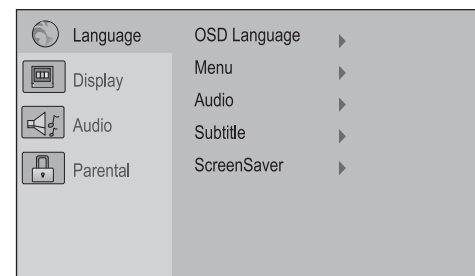 Language
Display
Audio
Parental
OSD Language
Menu
Audio
Subtitle
ScreenSaver